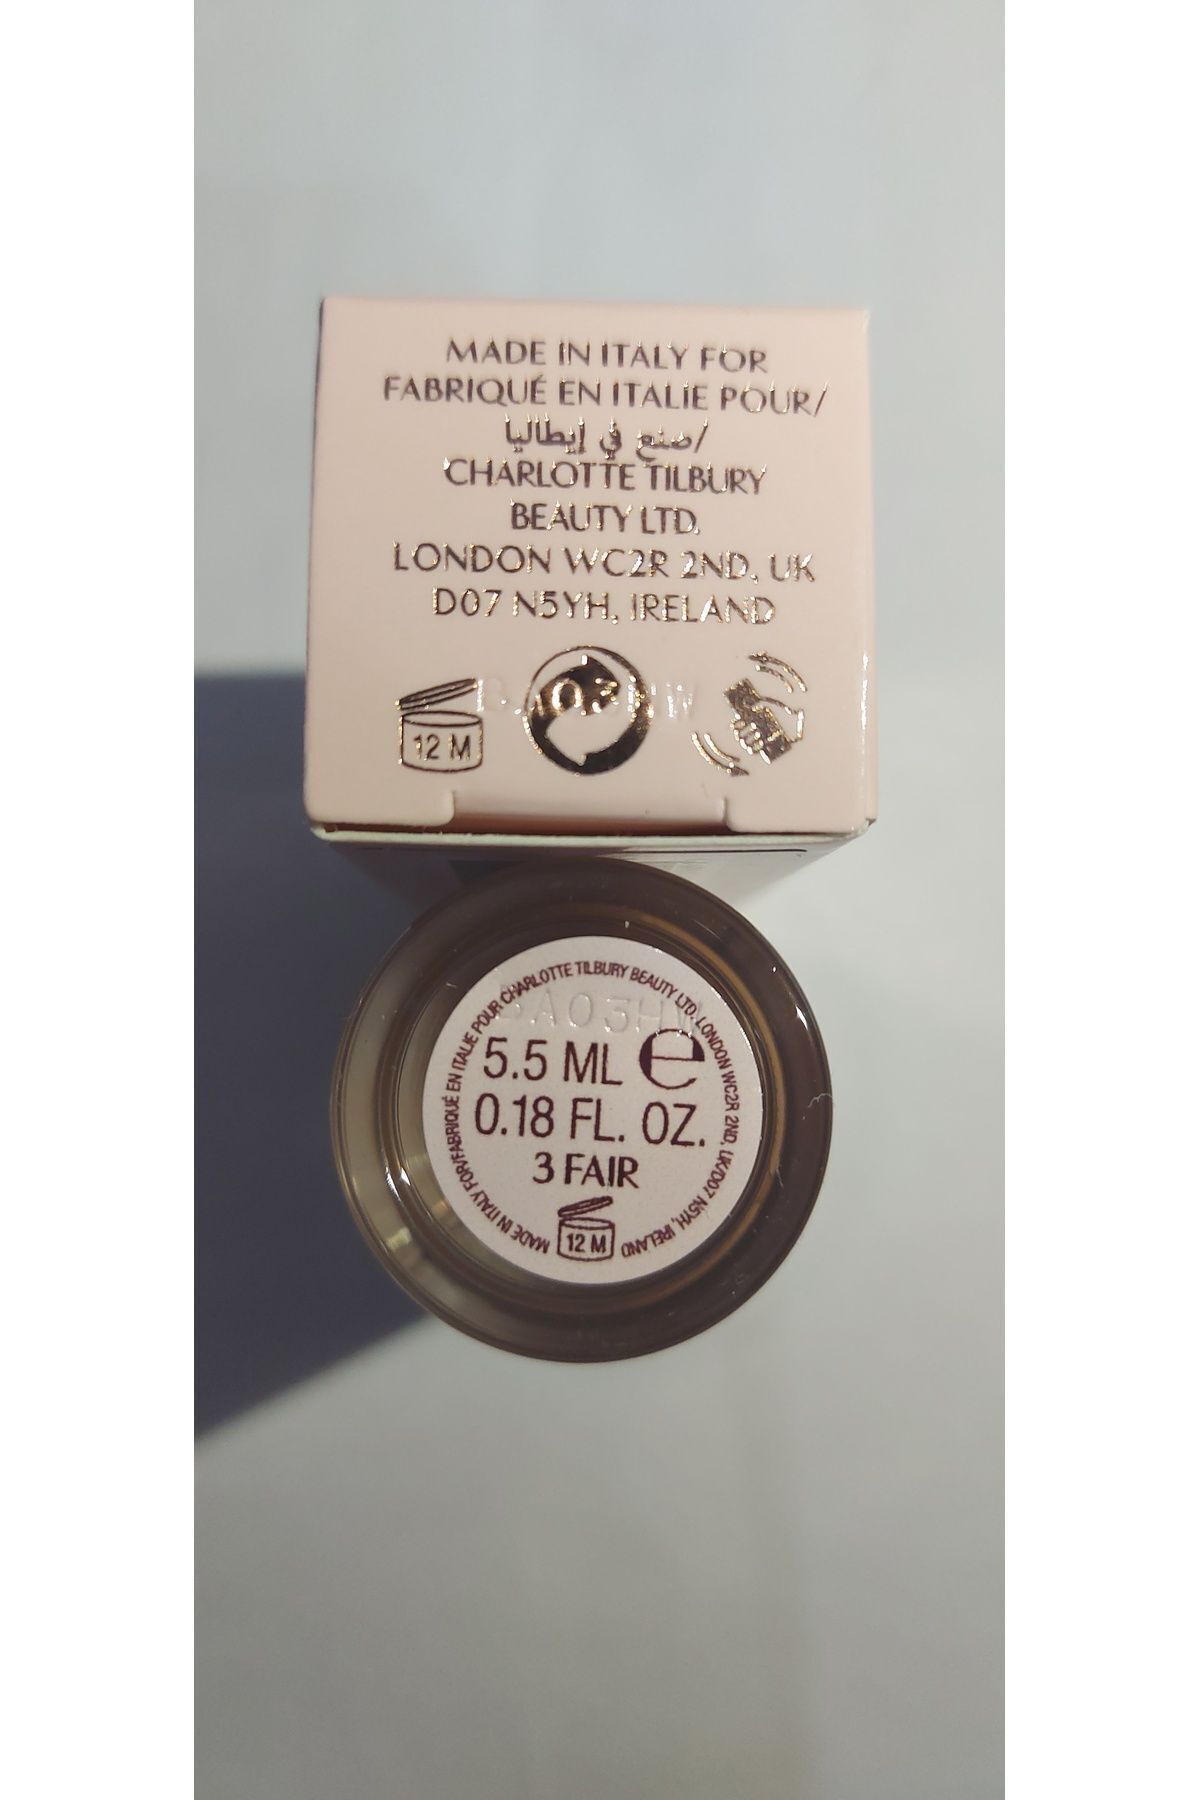 MADE IN ITALY FOR
FABRIQUÉ EN ITALIE POUR/
صنع في إيطاليا/
CHARLOTTE TILBURY
BEAUTY LTD.
LONDON WC2R 2ND, UK
D07 N5YH, IRELAND
BA03HW
12 M
MADE IN ITALY FOR/FABRIQUÉ EN ITALIE POUR CHARLOTTE TILBURY BEAUTY LTD. LONDON WC2R 2ND, UK/D07 N5YH, IRELAND
BA03HW
5.5 ML e
0.18 FL. OZ.
3 FAIR
12 M